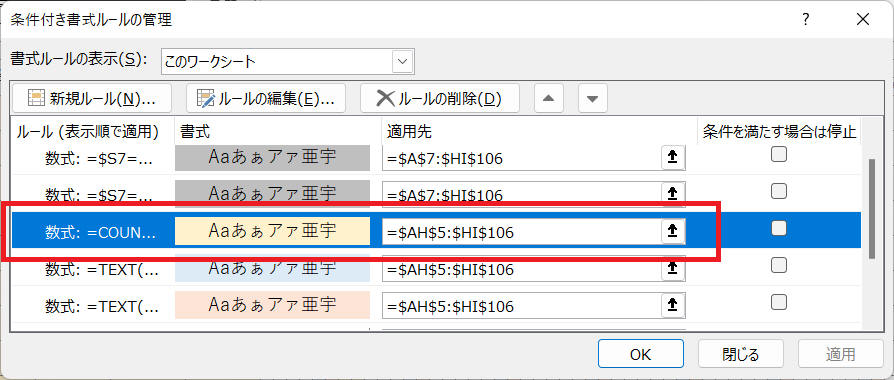 条件付き書式ルールの管理 ?
書式ルールの表示(S): このワークシート
新規ルール(N)... ルールの編集(E)... ルールの削除(D)
ルール (表示順で適用) 書式 適用先 条件を満たす場合は停止
数式: =$S7=... Aaあぁアァ亜宇 =$A$7:$HI$106
数式: =$S7=... Aaあぁアァ亜宇 =$A$7:$HI$106
数式: =COUN... Aaあぁアァ亜宇 =$AH$5:$HI$106
数式: =TEXT(... Aaあぁアァ亜宇 =$AH$5:$HI$106
数式: =TEXT(... Aaあぁアァ亜宇 =$AH$5:$HI$106
OK 閉じる 適用